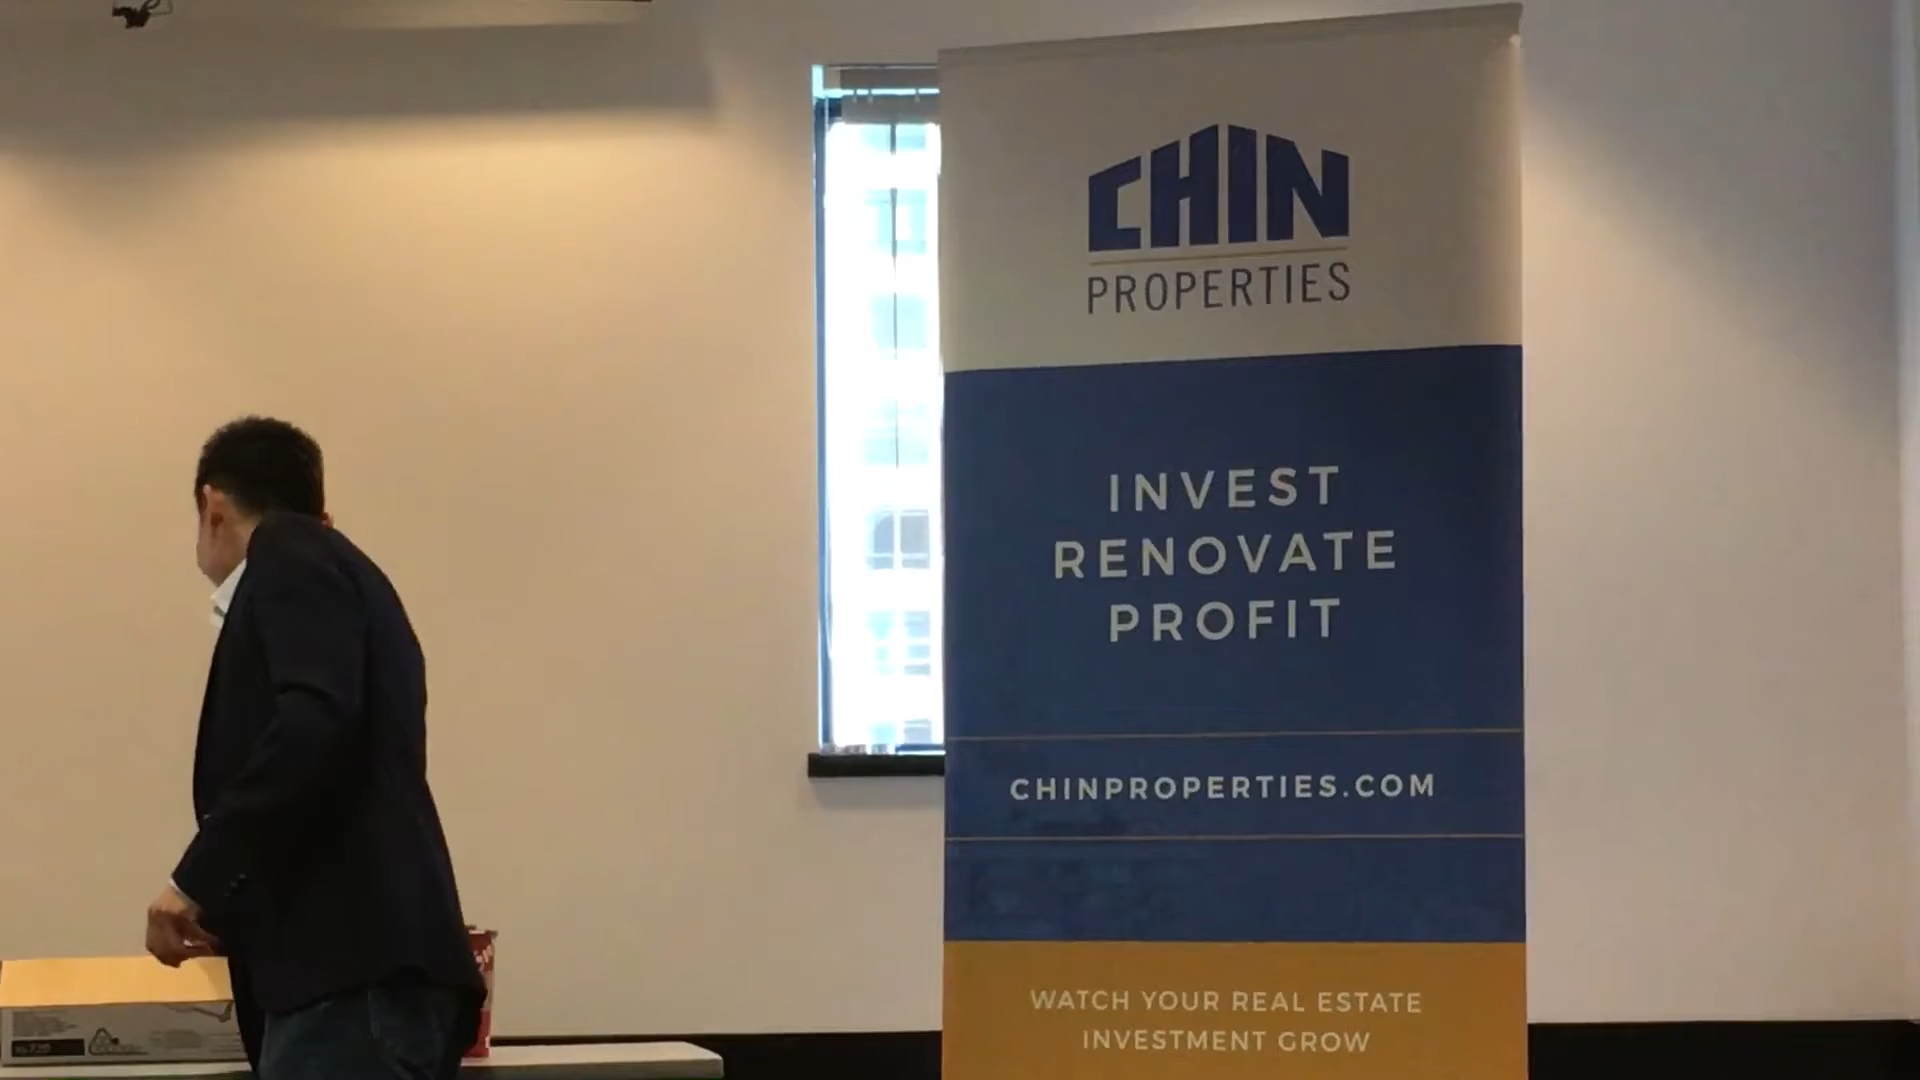 CHIN
PROPERTIES
INVEST
RENOVATE
PROFIT
CHINPROPERTIES.COM
WATCH YOUR REAL ESTATE
INVESTMENT GROW